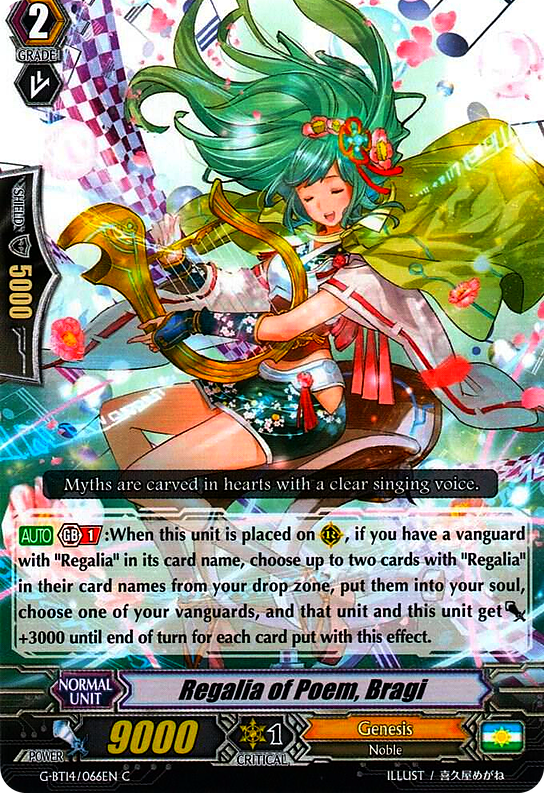 2
GRADE
SHIELD
5000
Myths are carved in hearts with a clear singing voice.
AUTO GB 1 :When this unit is placed on R , if you have a vanguard
with "Regalia" in its card name, choose up to two cards with "Regalia"
in their card names from your drop zone, put them into your soul,
choose one of your vanguards, and that unit and this unit get
+3000 until end of turn for each card put with this effect.
NORMAL
UNIT
Regalia of Poem, Bragi
POWER
9000
1
CRITICAL
Genesis
Noble
G-BT14/066EN C
ILLUST / 喜久屋めがね